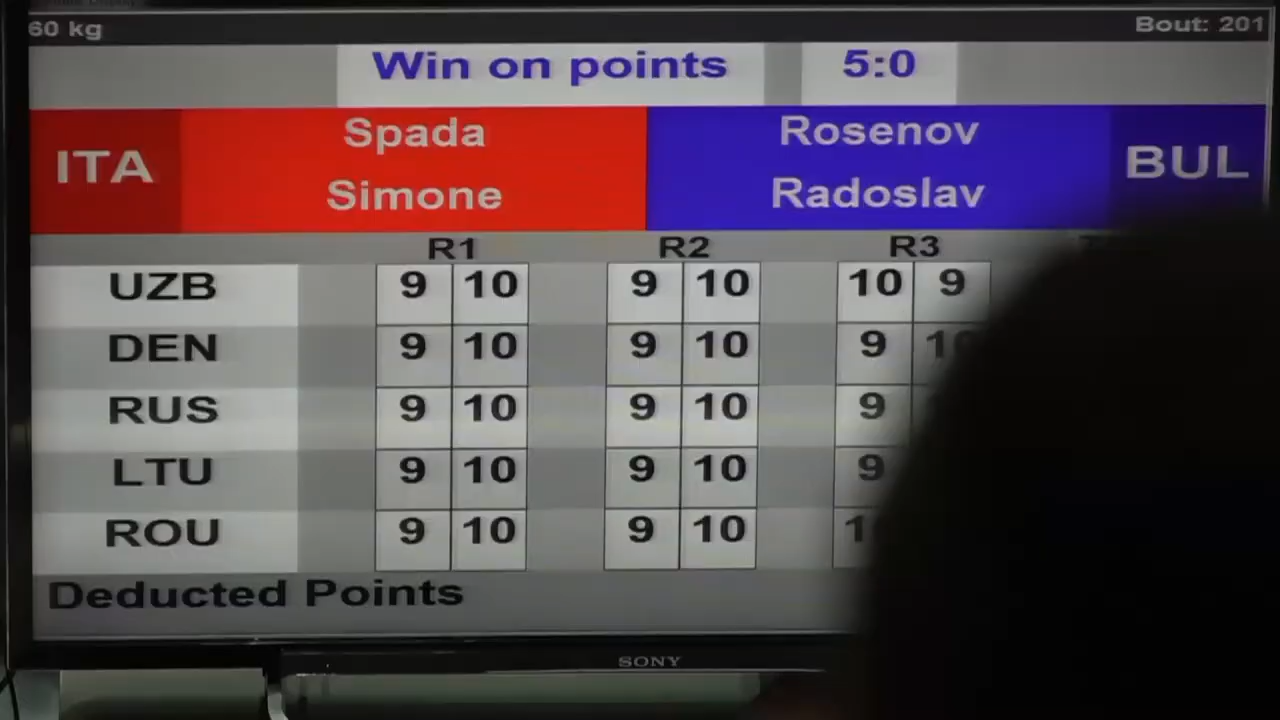 60 kg Bout: 201
Win on points 5:0
ITA Spada Simone Rosenov Radoslav BUL
R1 R2 R3
UZB 9 10 9 10 10 9
DEN 9 10 9 10 9 10
RUS 9 10 9 10 9
LTU 9 10 9 10 9
ROU 9 10 9 10
Deducted Points
SONY